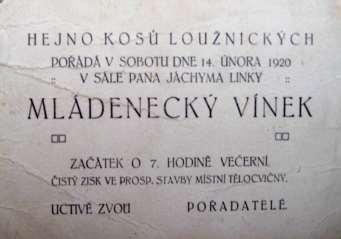 HEJNO KOSŮ LOUŽNICKÝCH
POŘÁDÁ V SOBOTU DNE 14. ÚNORA 1920
:: V SÁLE PANA JÁCHYMA LINKY ::
MLÁDENECKÝ VÍNEK
ZAČÁTEK O 7. HODINĚ VEČERNÍ.
ČISTÝ ZISK VE PROSP. STAVBY MÍSTNÍ TĚLOCVIČNY.
UCTIVĚ ZVOU POŘADATELÉ.